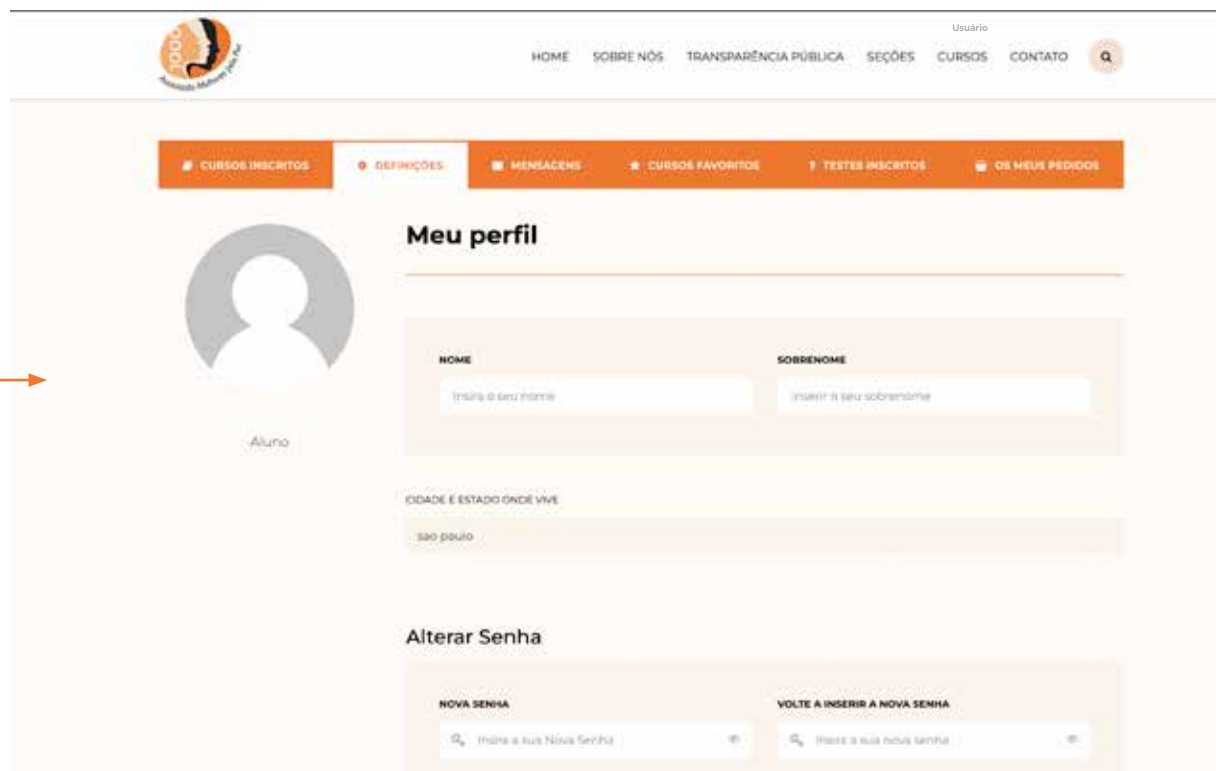 1000
Usuário
HOME SOBRE NÓS TRANSPARÊNCIA PÚBLICA SEÇÕES CURSOS CONTATO
CURSOS INSCRITOS DEFINIÇÕES MENSAGENS CURSOS FAVORITOS TESTES INSCRITOS OS MEUS PEDIDOS
Meu perfil
NOME SOBRENOME
Insira o seu nome Inserir o seu sobrenome
Aluno
CIDADE E ESTADO ONDE VIVE
sao paulo
Alterar Senha
NOVA SENHA VOLTE A INSERIR A NOVA SENHA
Insira a sua Nova Senha Insira a sua nova senha